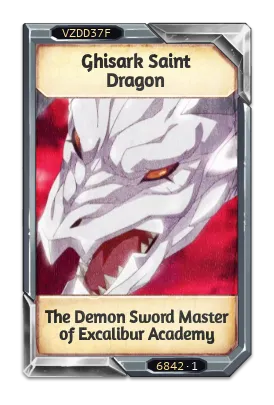 VZDD37F
Ghisark Saint
Dragon
The Demon Sword Master
of Excalibur Academy
6842·1